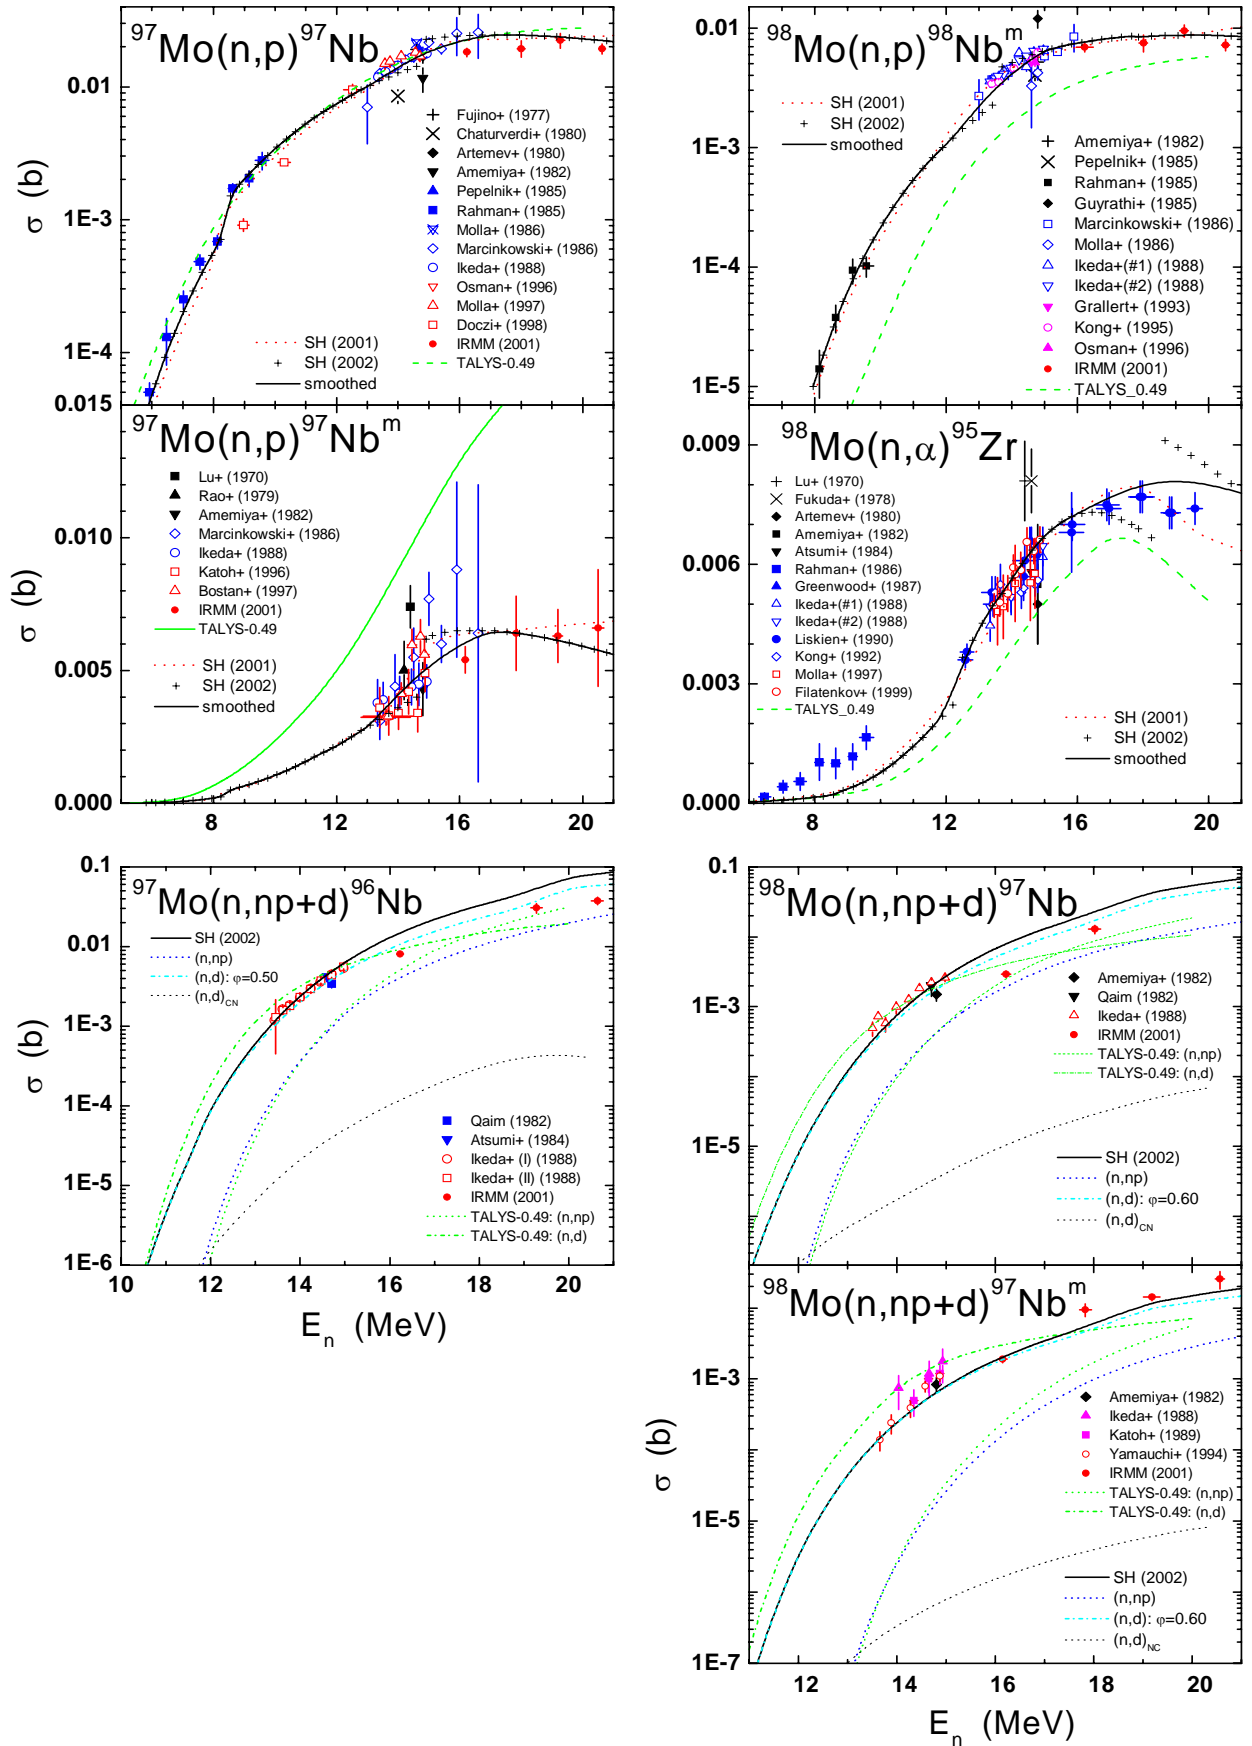 97Mo(n,p)97Nb
0.01
1E-3
1E-4
σ (b)
Fujino+ (1977)
Chaturverdi+ (1980)
Artemev+ (1980)
Amemiya+ (1982)
Pepelnik+ (1985)
Rahman+ (1985)
Molla+ (1986)
Marcinkowski+ (1986)
Ikeda+ (1988)
Osman+ (1996)
Molla+ (1997)
Doczi+ (1998)
IRMM (2001)
TALYS-0.49
SH (2001)
SH (2002)
smoothed
98Mo(n,p)98Nbm
0.01
1E-3
1E-4
1E-5
SH (2001)
SH (2002)
smoothed
Amemiya+ (1982)
Pepelnik+ (1985)
Rahman+ (1985)
Guyrathi+ (1985)
Marcinkowski+ (1986)
Molla+ (1986)
Ikeda+(#1) (1988)
Ikeda+(#2) (1988)
Grallert+ (1993)
Kong+ (1995)
Osman+ (1996)
IRMM (2001)
TALYS_0.49
97Mo(n,p)97Nbm
0.015
0.010
0.005
0.000
σ (b)
Lu+ (1970)
Rao+ (1979)
Amemiya+ (1982)
Marcinkowski+ (1986)
Ikeda+ (1988)
Katoh+ (1996)
Bostan+ (1997)
IRMM (2001)
TALYS-0.49
SH (2001)
SH (2002)
smoothed
8 12 16 20
98Mo(n,α)95Zr
0.009
0.006
0.003
0.000
Lu+ (1970)
Fukuda+ (1978)
Artemev+ (1980)
Amemiya+ (1982)
Atsumi+ (1984)
Rahman+ (1986)
Greenwood+ (1987)
Ikeda+(#1) (1988)
Ikeda+(#2) (1988)
Liskien+ (1990)
Kong+ (1992)
Molla+ (1997)
Filatenkov+ (1999)
TALYS_0.49
SH (2001)
SH (2002)
smoothed
8 12 16 20
97Mo(n,np+d)96Nb
0.1
0.01
1E-3
1E-4
1E-5
1E-6
σ (b)
SH (2002)
(n,np)
(n,d): φ=0.50
(n,d)CN
Qaim (1982)
Atsumi+ (1984)
Ikeda+ (I) (1988)
Ikeda+ (II) (1988)
IRMM (2001)
TALYS-0.49: (n,np)
TALYS-0.49: (n,d)
10 12 14 16 18 20
En (MeV)
98Mo(n,np+d)97Nb
0.1
1E-3
1E-5
Amemiya+ (1982)
Qaim (1982)
Ikeda+ (1988)
IRMM (2001)
TALYS-0.49: (n,np)
TALYS-0.49: (n,d)
SH (2002)
(n,np)
(n,d): φ=0.60
(n,d)CN
12 14 16 18 20
98Mo(n,np+d)97Nbm
1E-3
1E-5
1E-7
σ (b)
Amemiya+ (1982)
Ikeda+ (1988)
Katoh+ (1989)
Yamauchi+ (1994)
IRMM (2001)
TALYS-0.49: (n,np)
TALYS-0.49: (n,d)
SH (2002)
(n,np)
(n,d): φ=0.60
(n,d)NC
12 14 16 18 20
En (MeV)